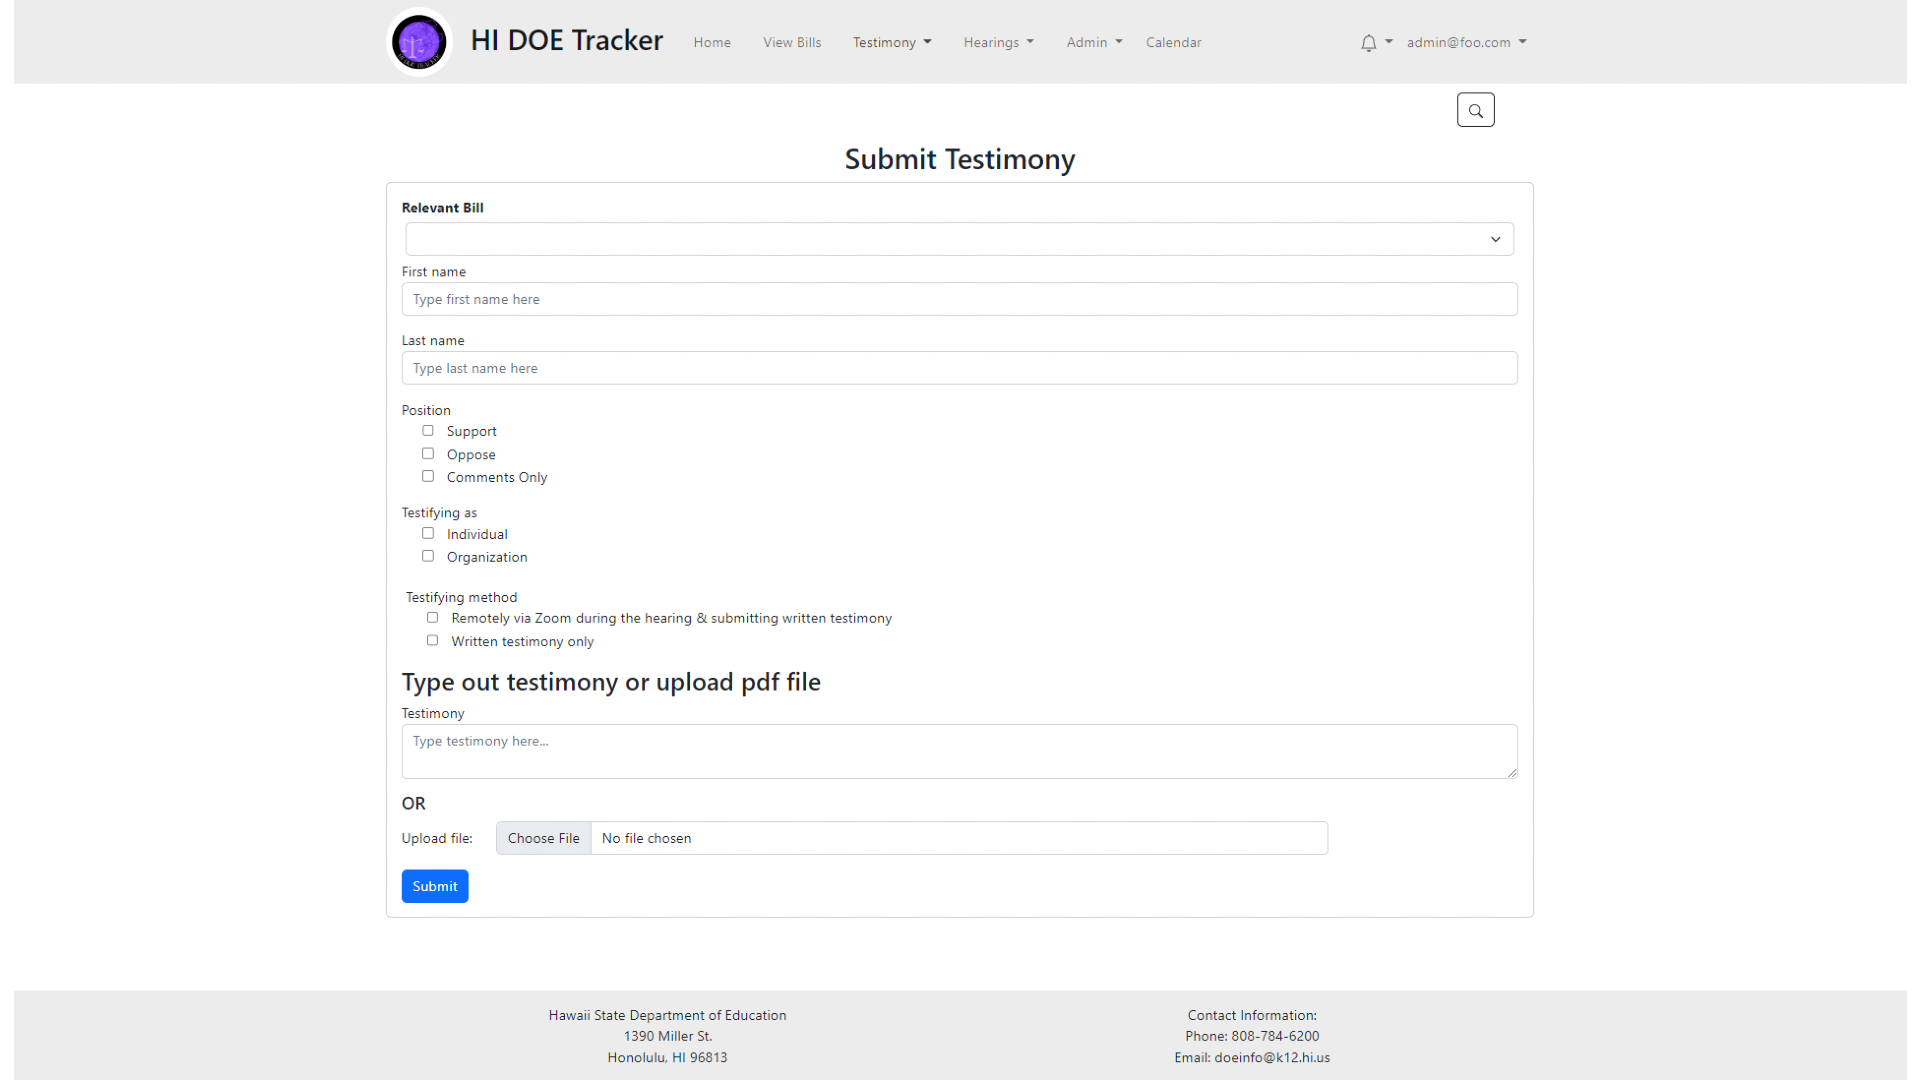 HI DOE Tracker Home View Bills Testimony Hearings Admin Calendar admin@foo.com
Submit Testimony
Relevant Bill
First name
Type first name here
Last name
Type last name here
Position
Support
Oppose
Comments Only
Testifying as
Individual
Organization
Testifying method
Remotely via Zoom during the hearing & submitting written testimony
Written testimony only
Type out testimony or upload pdf file
Testimony
Type testimony here...
OR
Upload file: Choose File No file chosen
Submit
Hawaii State Department of Education
1390 Miller St.
Honolulu, HI 96813
Contact Information:
Phone: 808-784-6200
Email: doeinfo@k12.hi.us